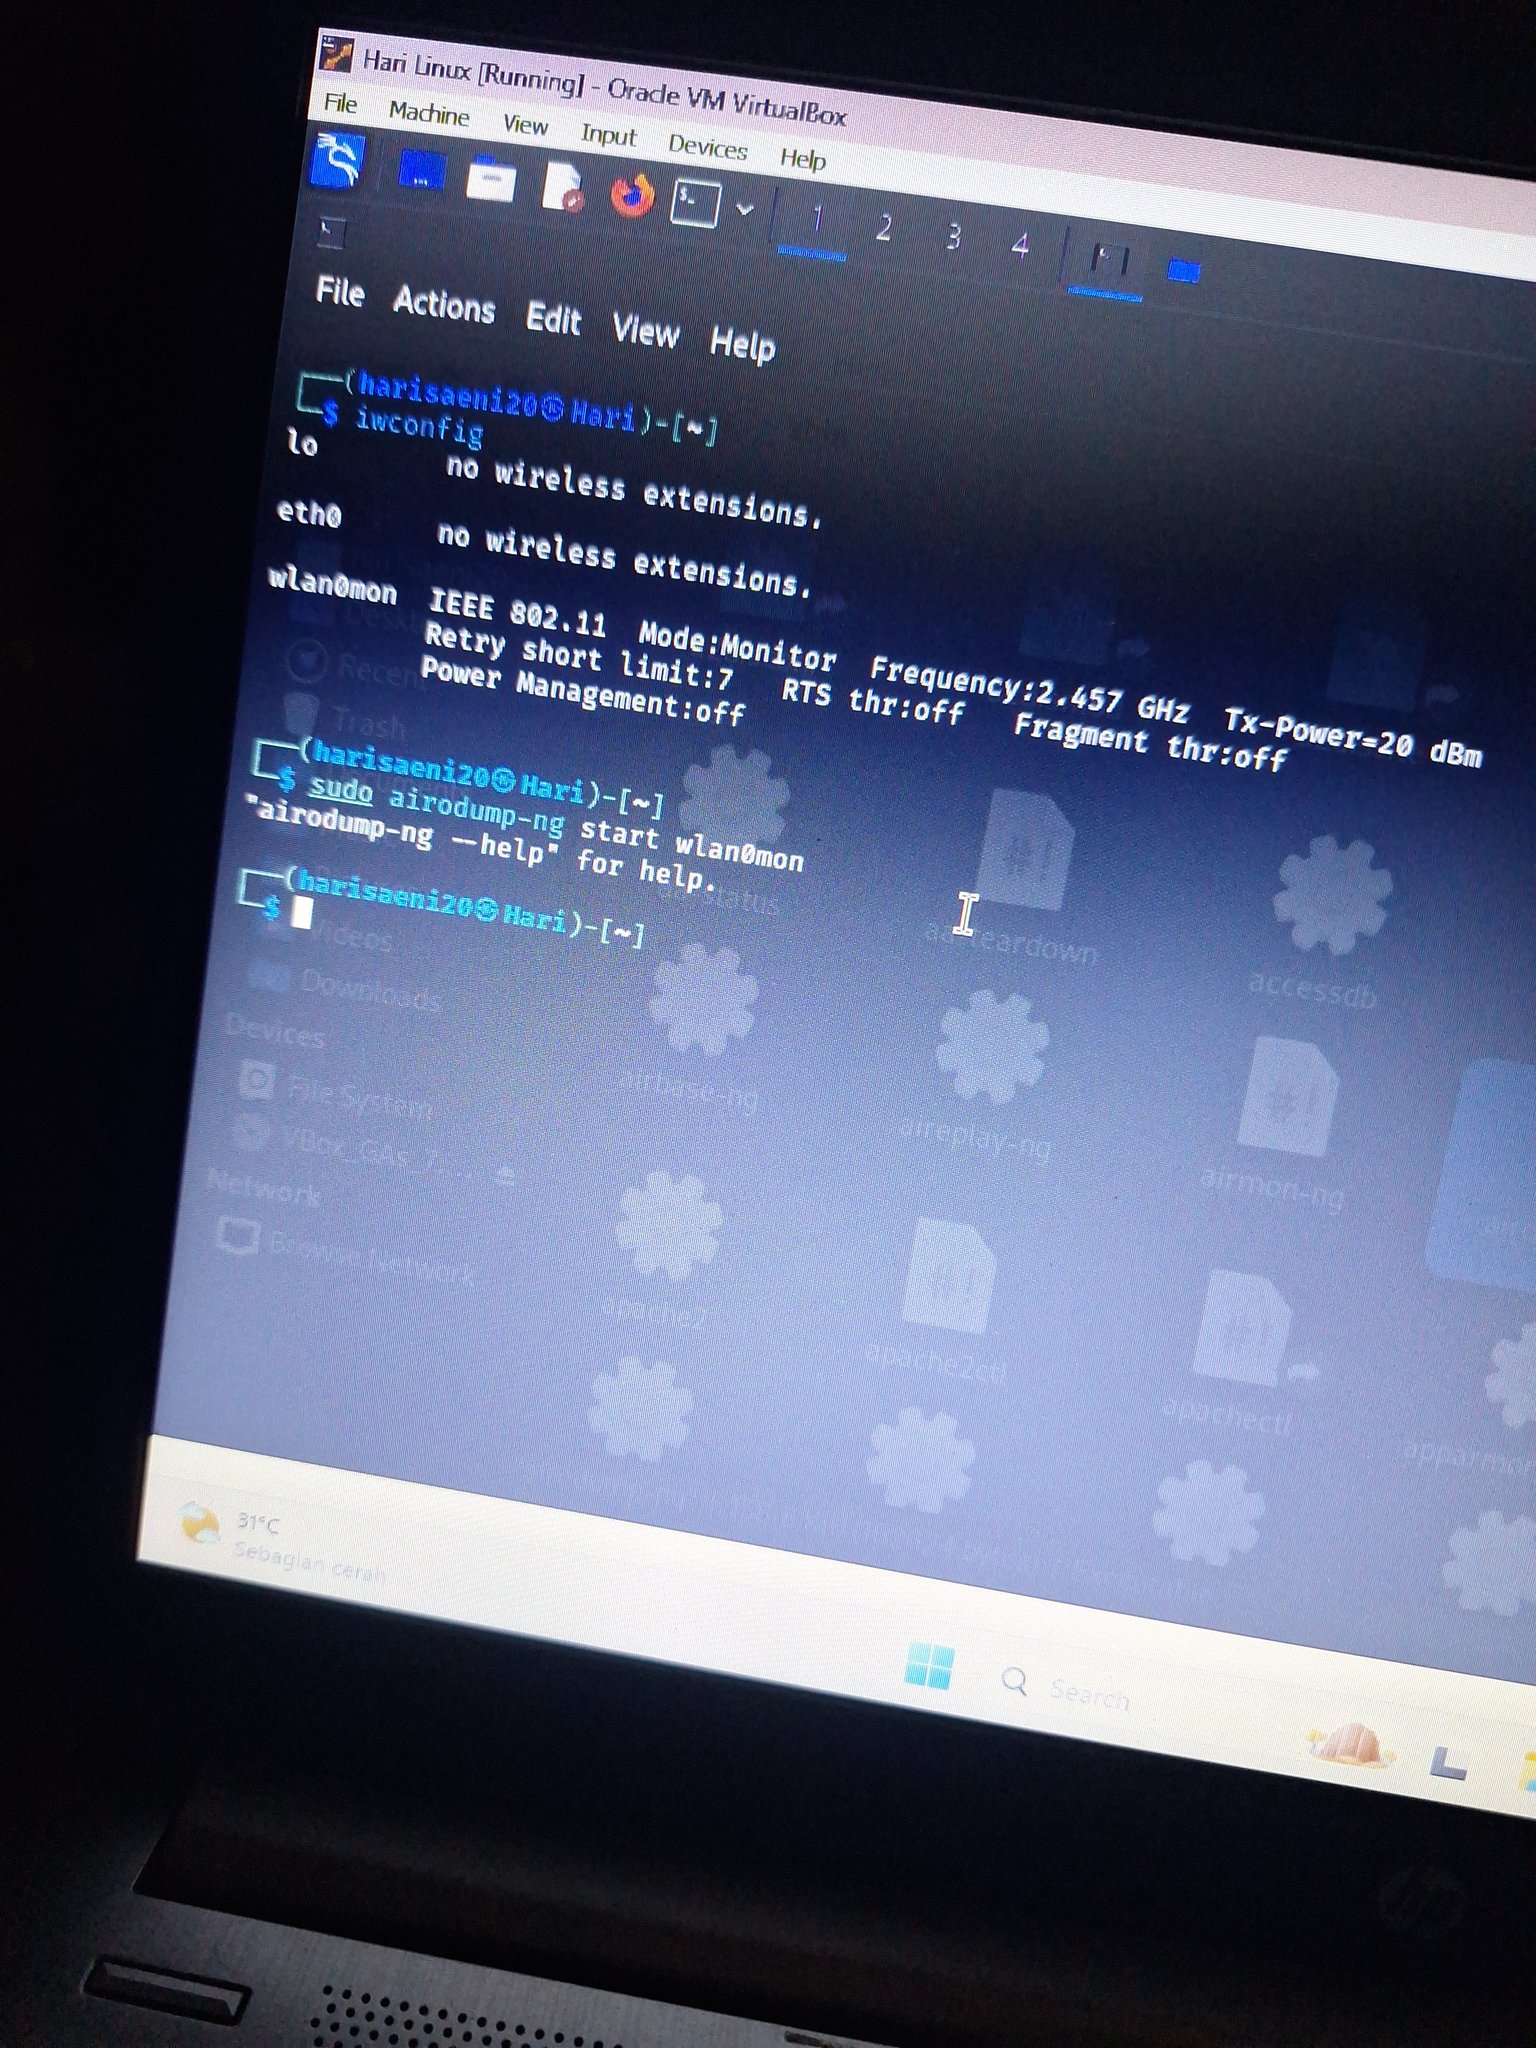 Hari Linux [Running] - Oracle VM VirtualBox
File Machine View Input Devices Help
1 2 3 4
File Actions Edit View Help
(harisaeni20㉿Hari)-[~]
$ iwconfig
lo no wireless extensions.
eth0 no wireless extensions.
wlan0mon IEEE 802.11 Mode:Monitor Frequency:2.457 GHz Tx-Power=20 dBm
Retry short limit:7 RTS thr:off Fragment thr:off
Power Management:off
(harisaeni20㉿Hari)-[~]
$ sudo airodump-ng start wlan0mon
"airodump-ng --help" for help.
(harisaeni20㉿Hari)-[~]
$
Recent
Trash
Videos
Downloads
Devices
File System
VBox_GAs_7....
Network
Browse Network
accessdb
airbase-ng
aireplay-ng
airmon-ng
apache2
apache2ctl
apachectl
31°C
Sebagian cerah
Search